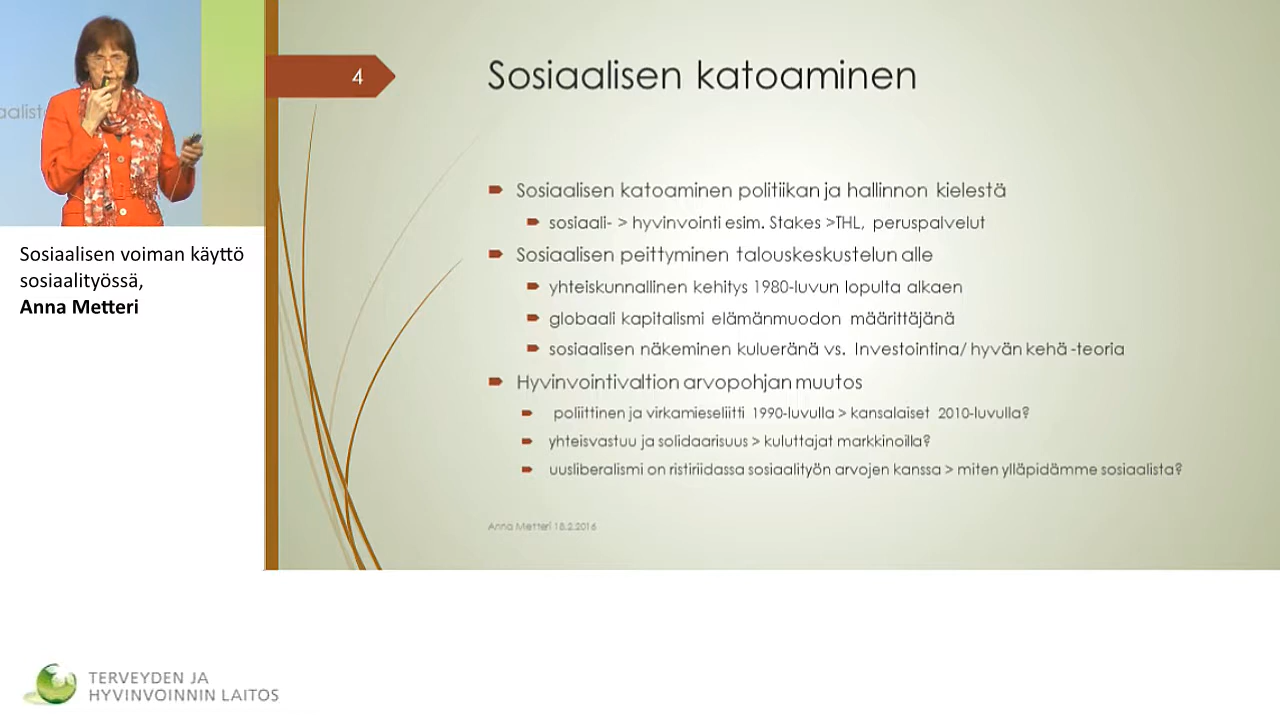 aalist
Sosiaalisen voiman käyttö
sosiaalityössä,
Anna Metteri
4
Sosiaalisen katoaminen
Sosiaalisen katoaminen politiikan ja hallinnon kielestä
sosiaali- > hyvinvointi esim. Stakes >THL, peruspalvelut
Sosiaalisen peittyminen talouskeskustelun alle
yhteiskunnallinen kehitys 1980-luvun lopulta alkaen
globaali kapitalismi elämänmuodon määrittäjänä
sosiaalisen näkeminen kulueränä vs. Investointina/ hyvän kehä -teoria
Hyvinvointivaltion arvopohjan muutos
poliittinen ja virkamieseliitti 1990-luvulla > kansalaiset 2010-luvulla?
yhteisvastuu ja solidaarisuus > kuluttajat markkinoilla?
uusliberalismi on ristiriidassa sosiaalityön arvojen kanssa > miten ylläpidämme sosiaalista?
Anna Metteri 18.2.2016
TERVEYDEN JA
HYVINVOINNIN LAITOS